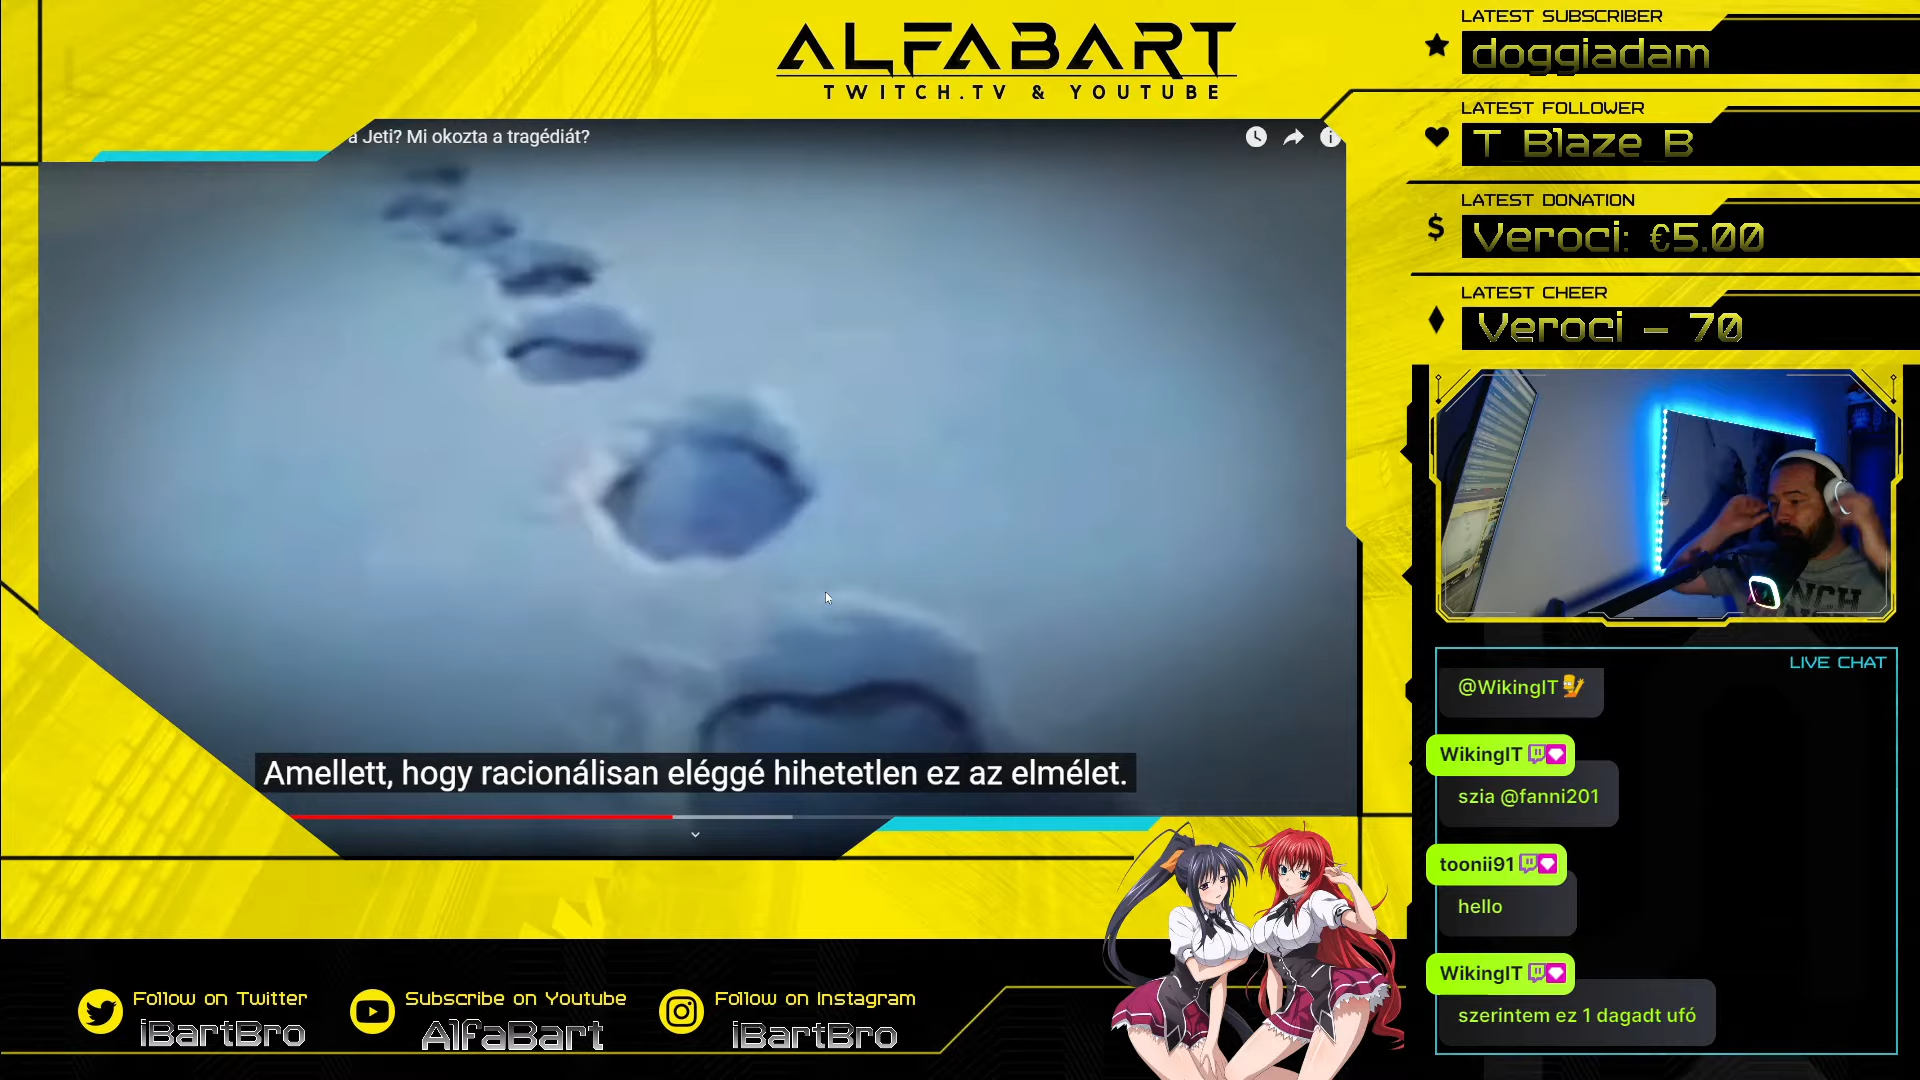 ALFABART
TWITCH.TV & YOUTUBE
a Jeti? Mi okozta a tragédiát?
Amellett, hogy racionálisan eléggé hihetetlen ez az elmélet.
LATEST SUBSCRIBER
doggiadam
LATEST FOLLOWER
T_Blaze_B
LATEST DONATION
$ Veroci: €5.00
LATEST CHEER
Veroci - 70
LIVE CHAT
@WikingIT
WikingIT
szia @fanni201
toonii91
hello
WikingIT
szerintem ez 1 dagadt ufó
Follow on Twitter
iBartBro
Subscribe on Youtube
AlfaBart
Follow on Instagram
iBartBro